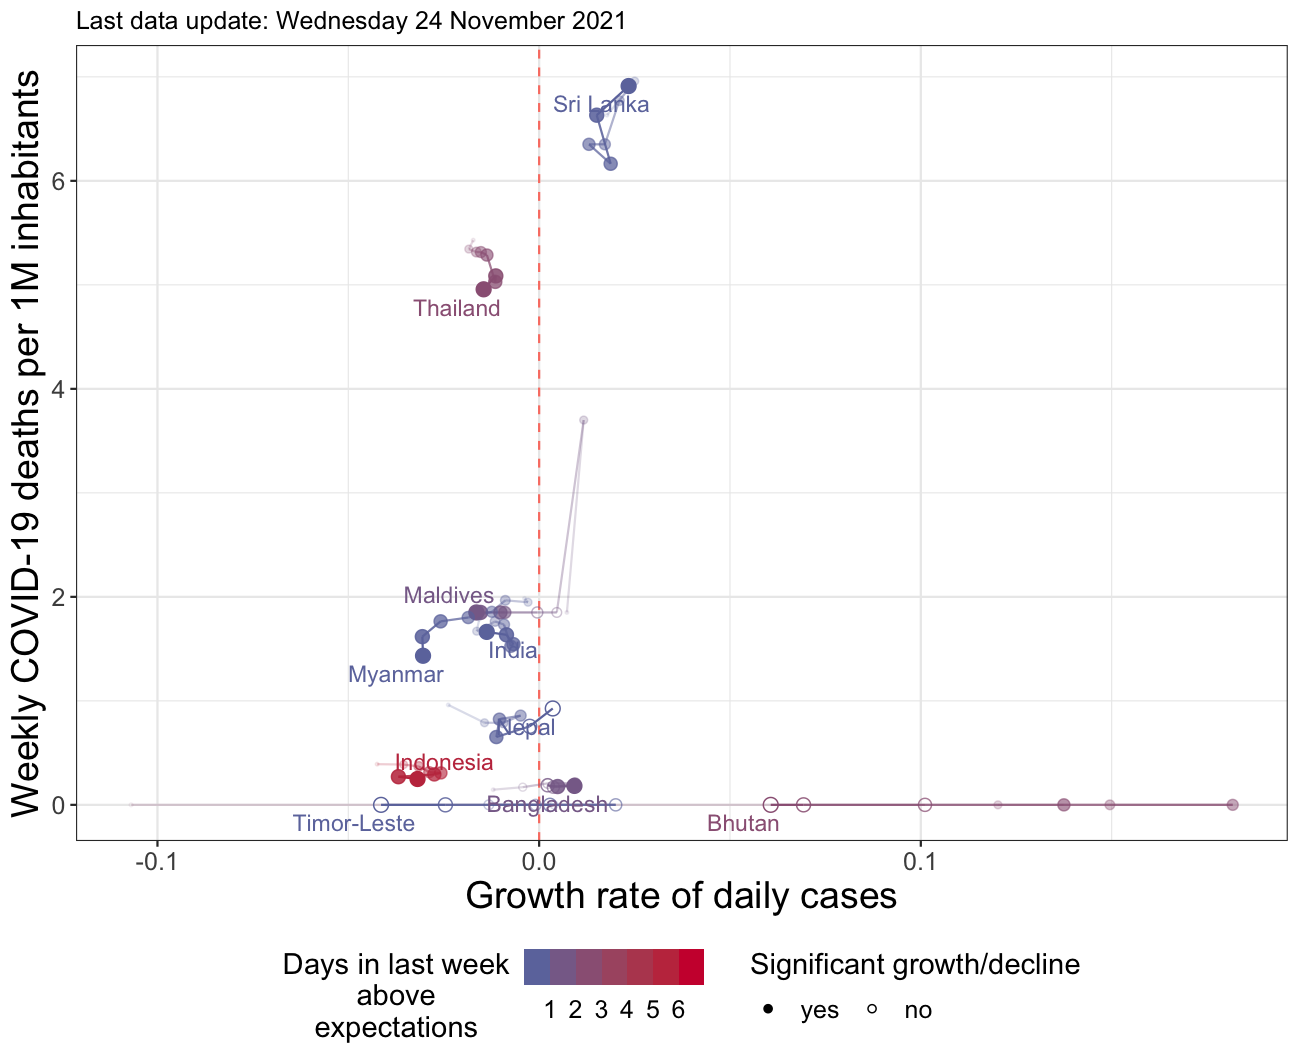 Last data update: Wednesday 24 November 2021
Weekly COVID-19 deaths per 1M inhabitants
6
4
2
0
Sri Lanka
Thailand
Maldives
India
Myanmar
Nepal
Indonesia
Bangladesh
Timor-Leste
Bhutan
-0.1
0.0
0.1
Growth rate of daily cases
Days in last week
above
expectations
1 2 3 4 5 6
Significant growth/decline
yes
no